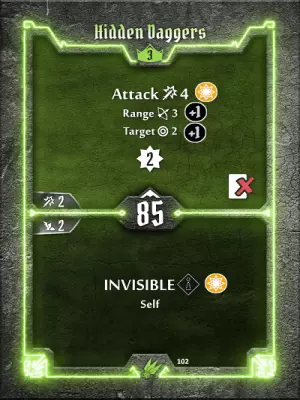 Hidden Daggers
3
Attack 4
Range 3 +1
Target 2 +1
2
2
85
2
INVISIBLE
Self
102